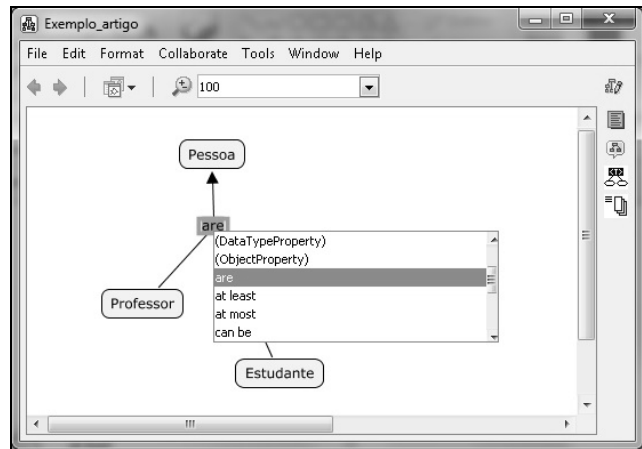 Exemplo_artigo
File Edit Format Collaborate Tools Window Help
100
Pessoa
are
(DataTypeProperty)
(ObjectProperty)
are
at least
at most
can be
Professor
Estudante